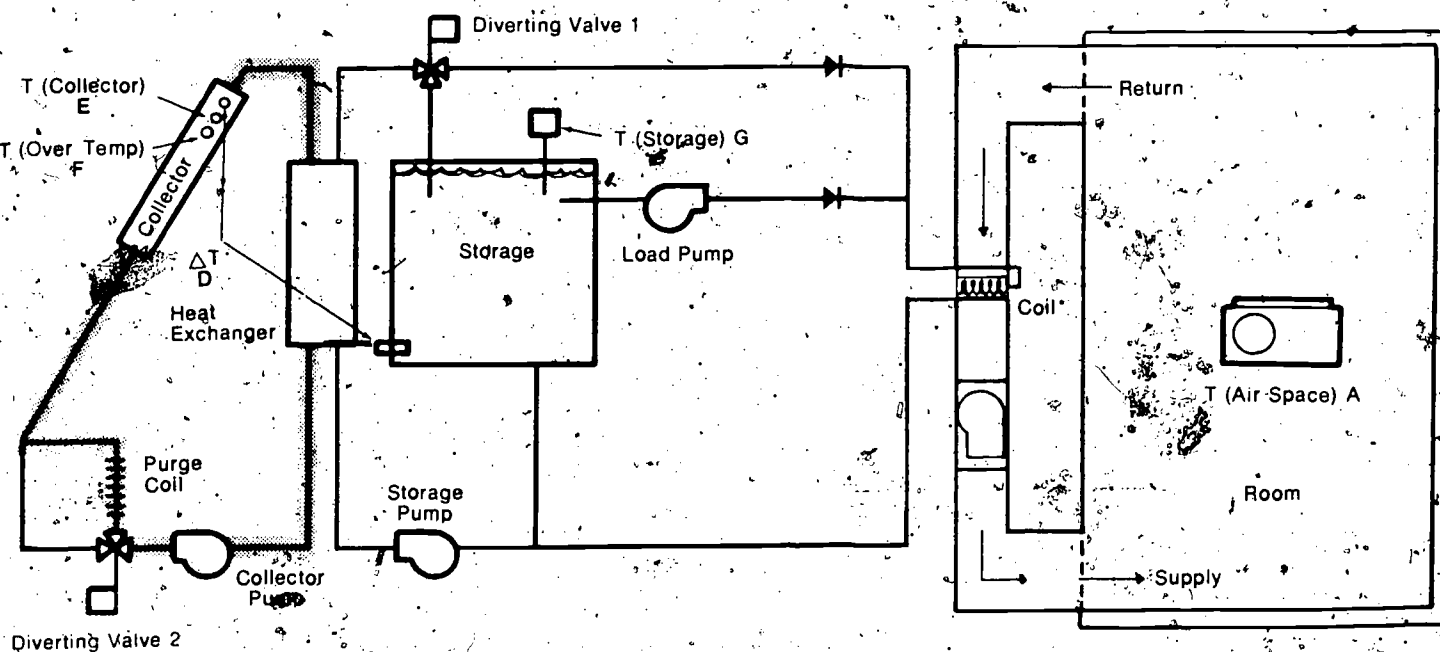 Diverting Valve 1
T (Collector)
E
T (Over Temp)
F
Collector
T (Storage) G
Return
Storage
Load Pump
△T
D
Heat
Exchanger
Coil
T (Air Space) A
Purge
Coil
Storage
Pump
Room
Collector
Pump
Supply
Diverting Valve 2